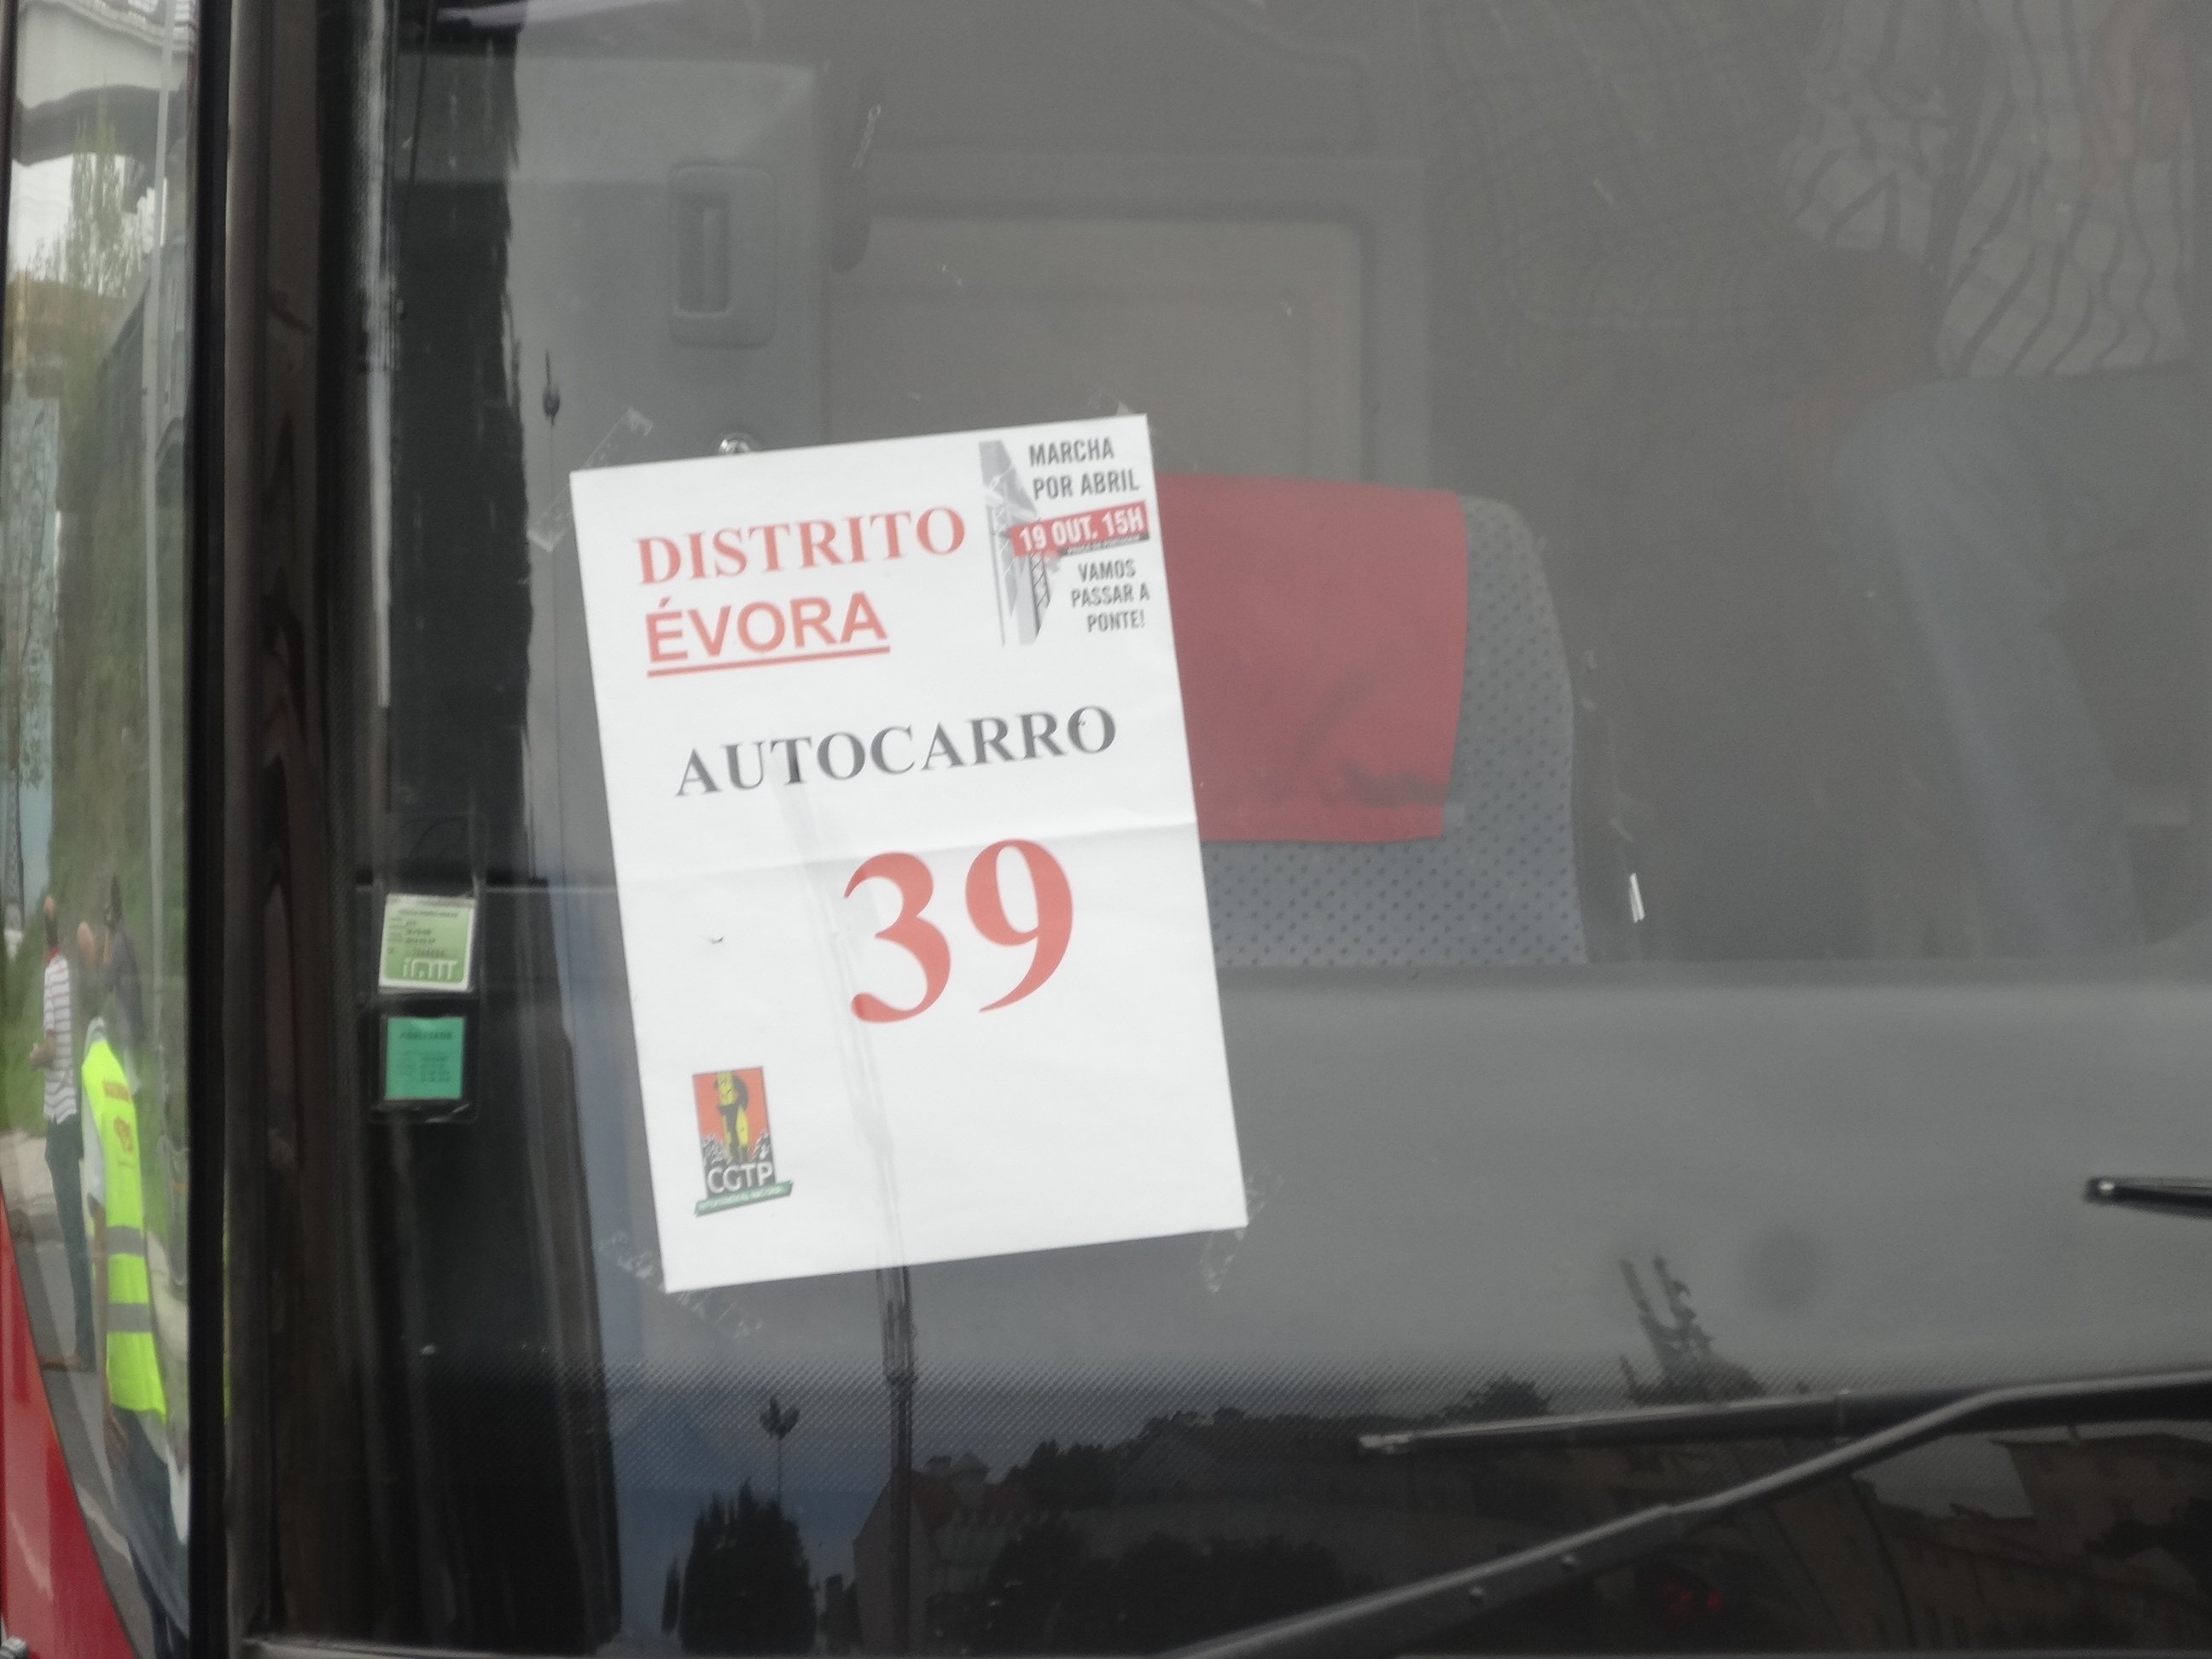 DISTRITO
ÉVORA
MARCHA
POR ABRIL
19 OUT. 15H
VAMOS
PASSAR A
PONTE!
AUTOCARRO
39
CGTP